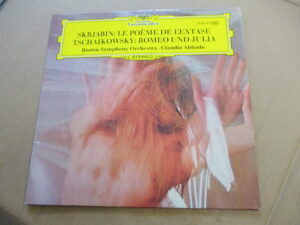 SKRJABIN: LE POÈME DE L'EXTASE
TSCHAIKOWSKY: ROMEO UND JULIA
Boston Symphony Orchestra · Claudio Abbado
STEREO